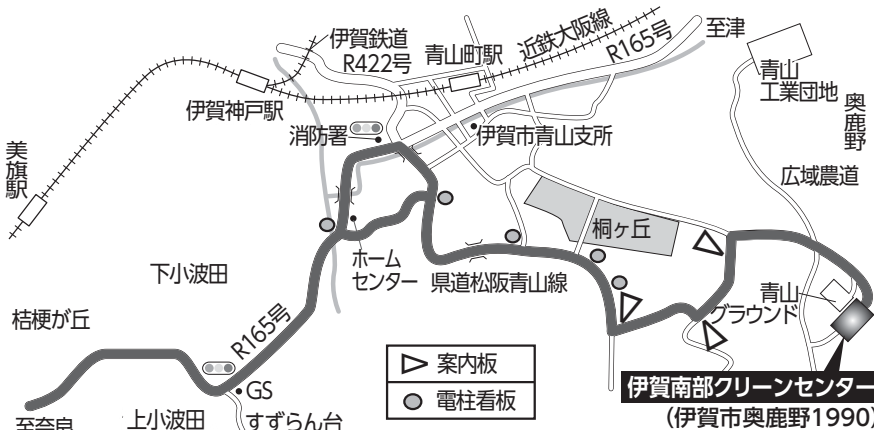 伊賀鉄道
R422号
青山町駅
近鉄大阪線
R165号
至津
青山
工業団地
奥鹿野
伊賀神戸駅
消防署
伊賀市青山支所
美旗駅
広域農道
桐ヶ丘
ホーム
センター
県道松阪青山線
下小波田
青山
グラウンド
桔梗が丘
R165号
案内板
電柱看板
GS
伊賀南部クリーンセンター
(伊賀市奥鹿野1990)
至奈良
上小波田
すずらん台